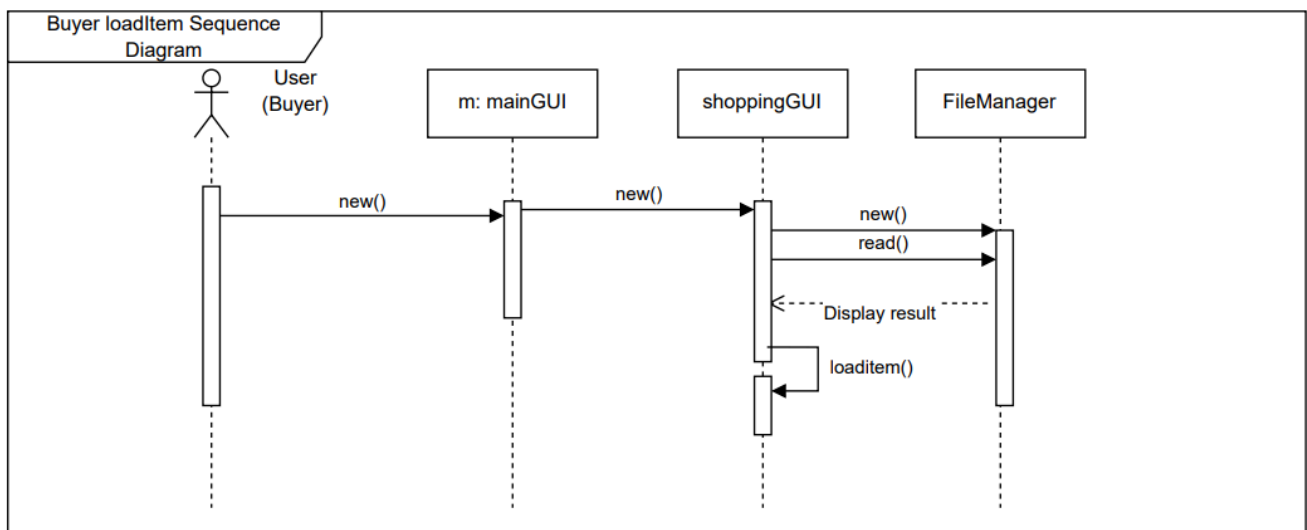 Buyer loadItem Sequence
Diagram
User
(Buyer)
m: mainGUI
shoppingGUI
FileManager
new()
new()
new()
read()
Display result
loaditem()